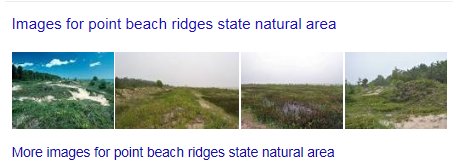 Images for point beach ridges state natural area
More images for point beach ridges state natural area